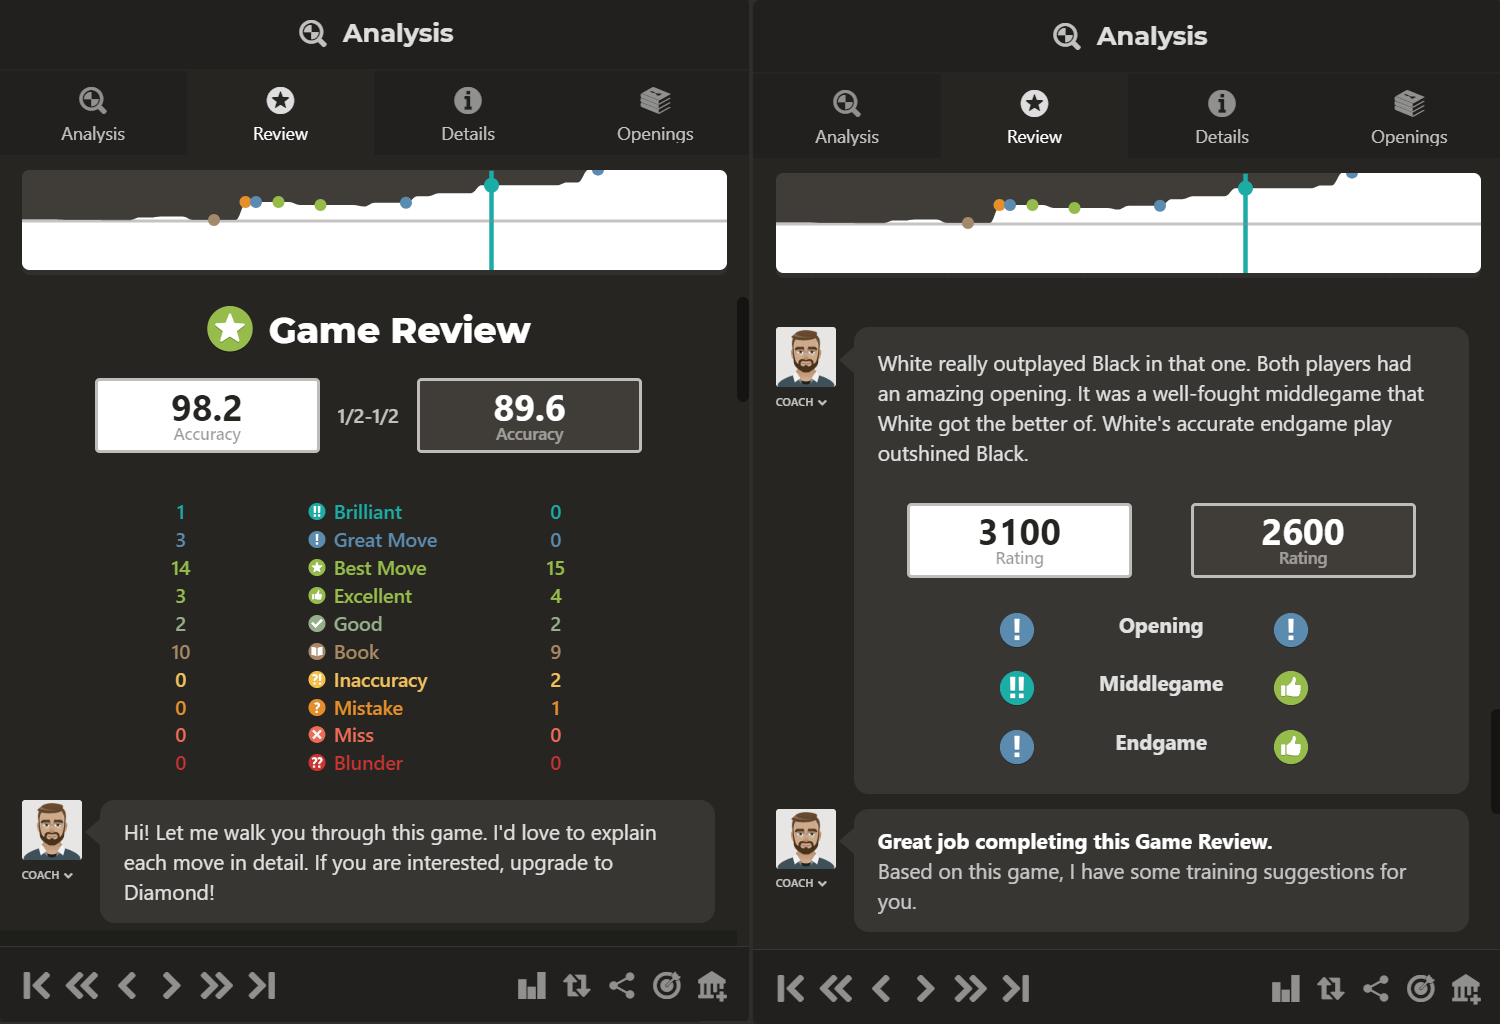 Analysis
Analysis Review Details Openings
Game Review
98.2 Accuracy
1/2-1/2
89.6 Accuracy
1 !! Brilliant 0
3 ! Great Move 0
14 Best Move 15
3 Excellent 4
2 Good 2
10 Book 9
0 ?! Inaccuracy 2
0 ? Mistake 1
0 Miss 0
0 ?? Blunder 0
COACH
Hi! Let me walk you through this game. I'd love to explain
each move in detail. If you are interested, upgrade to
Diamond!
Analysis
Analysis Review Details Openings
COACH
White really outplayed Black in that one. Both players had
an amazing opening. It was a well-fought middlegame that
White got the better of. White's accurate endgame play
outshined Black.
3100 Rating
2600 Rating
! Opening !
!! Middlegame
! Endgame
COACH
Great job completing this Game Review.
Based on this game, I have some training suggestions for
you.